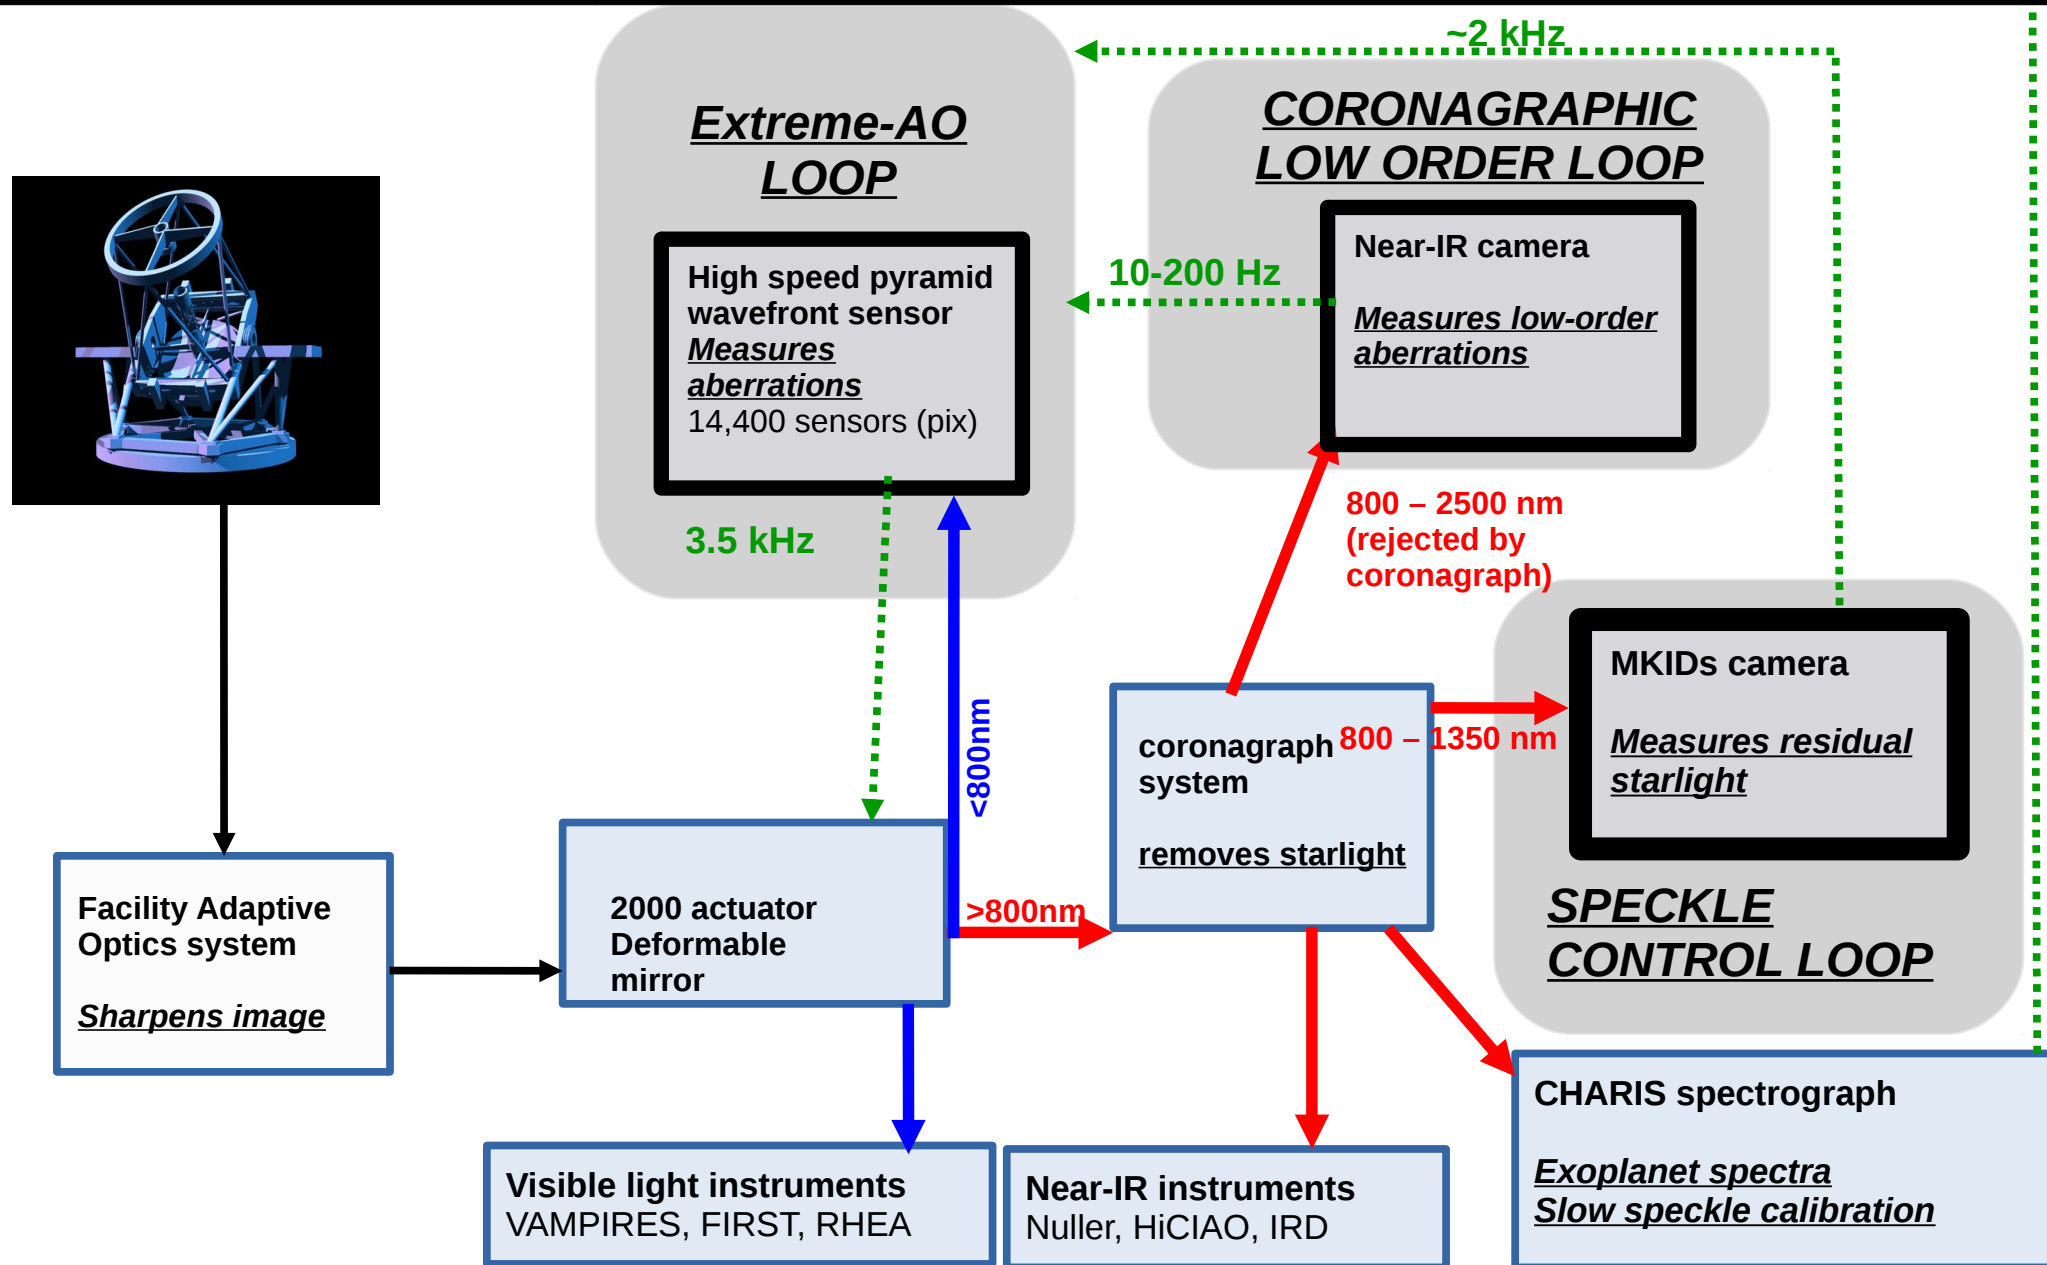 ~2 kHz
Extreme-AO
LOOP
CORONAGRAPHIC
LOW ORDER LOOP
High speed pyramid
wavefront sensor
Measures
aberrations
14,400 sensors (pix)
10-200 Hz
Near-IR camera
Measures low-order
aberrations
3.5 kHz
800 – 2500 nm
(rejected by
coronagraph)
<800nm
>800nm
coronagraph
system
removes starlight
800 – 1350 nm
MKIDs camera
Measures residual
starlight
SPECKLE
CONTROL LOOP
Facility Adaptive
Optics system
Sharpens image
2000 actuator
Deformable
mirror
Visible light instruments
VAMPIRES, FIRST, RHEA
Near-IR instruments
Nuller, HiCIAO, IRD
CHARIS spectrograph
Exoplanet spectra
Slow speckle calibration